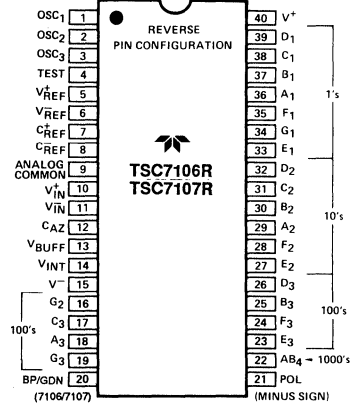 OSC1 1
OSC2 2
OSC3 3
TEST 4
V+REF 5
V-REF 6
C+REF 7
C-REF 8
ANALOG COMMON 9
V+IN 10
V-IN 11
CAZ 12
VBUFF 13
VINT 14
V- 15
100's
G2 16
C3 17
A3 18
G3 19
BP/GDN 20
(7106/7107)
REVERSE
PIN CONFIGURATION
TSC7106R
TSC7107R
40 V+
39 D1
38 C1
37 B1
36 A1
35 F1
34 G1
33 E1
1's
32 D2
31 C2
30 B2
29 A2
28 F2
27 E2
10's
26 D3
25 B3
24 F3
23 E3
100's
22 AB4 1000's
21 POL
(MINUS SIGN)